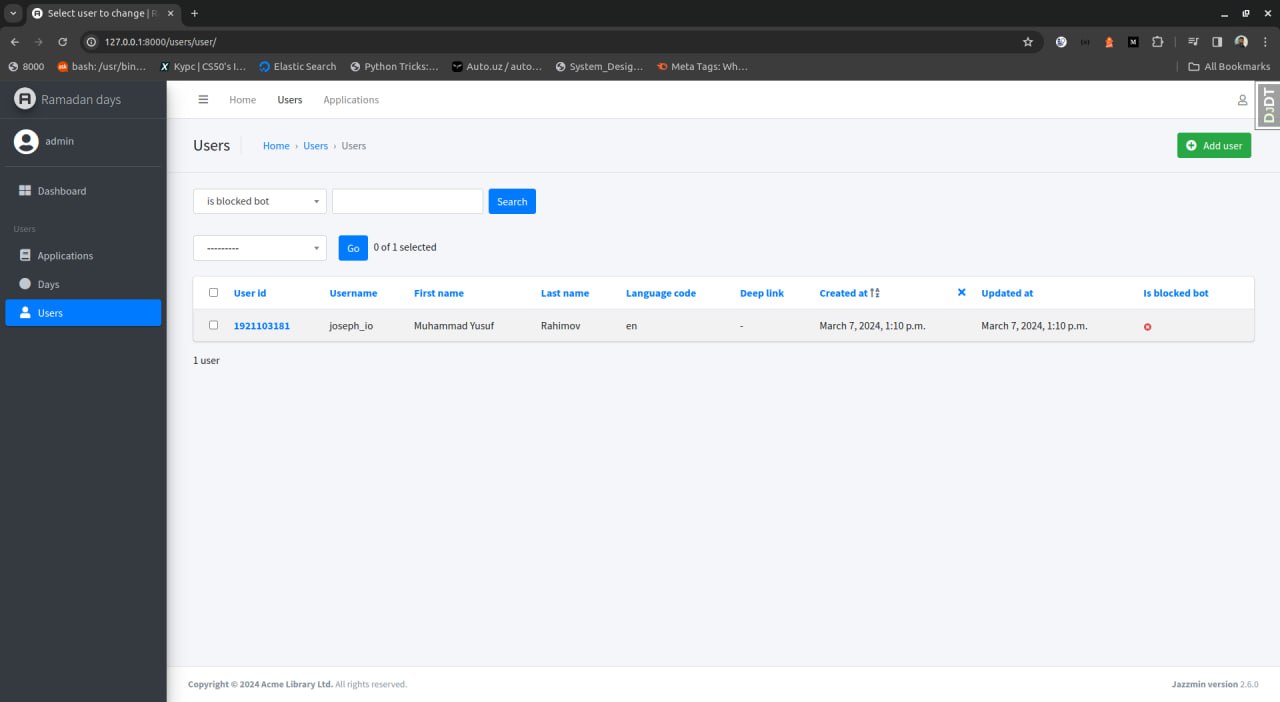 Select user to change | R
127.0.0.1:8000/users/user/
8000 bash: /usr/bin... Курс | CS50's I... Elastic Search Python Tricks:... Auto.uz / auto... System_Desig... Meta Tags: Wh... All Bookmarks
Ramadan days
Home Users Applications
DjDT
admin
Users Home › Users › Users Add user
Dashboard
is blocked bot Search
Users
--------- Go 0 of 1 selected
Applications
Days
Users
User id Username First name Last name Language code Deep link Created at Updated at Is blocked bot
1921103181 joseph_io Muhammad Yusuf Rahimov en - March 7, 2024, 1:10 p.m. March 7, 2024, 1:10 p.m.
1 user
Copyright © 2024 Acme Library Ltd. All rights reserved. Jazzmin version 2.6.0